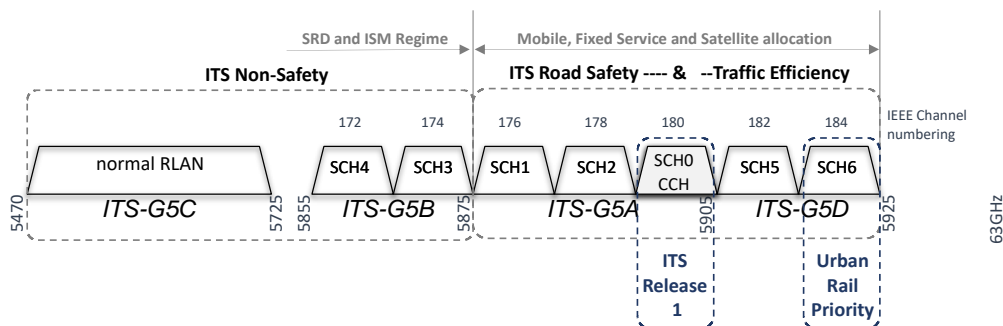 SRD and ISM Regime
Mobile, Fixed Service and Satellite allocation
ITS Non-Safety
ITS Road Safety ---- & --Traffic Efficiency
172
174
176
178
180
182
184
IEEE Channel
numbering
normal RLAN
SCH4
SCH3
SCH1
SCH2
SCH0
CCH
SCH5
SCH6
5470
ITS-G5C
5725
5855
ITS-G5B
5875
ITS-G5A
5905
ITS-G5D
5925
63GHz
ITS
Release
1
Urban
Rail
Priority